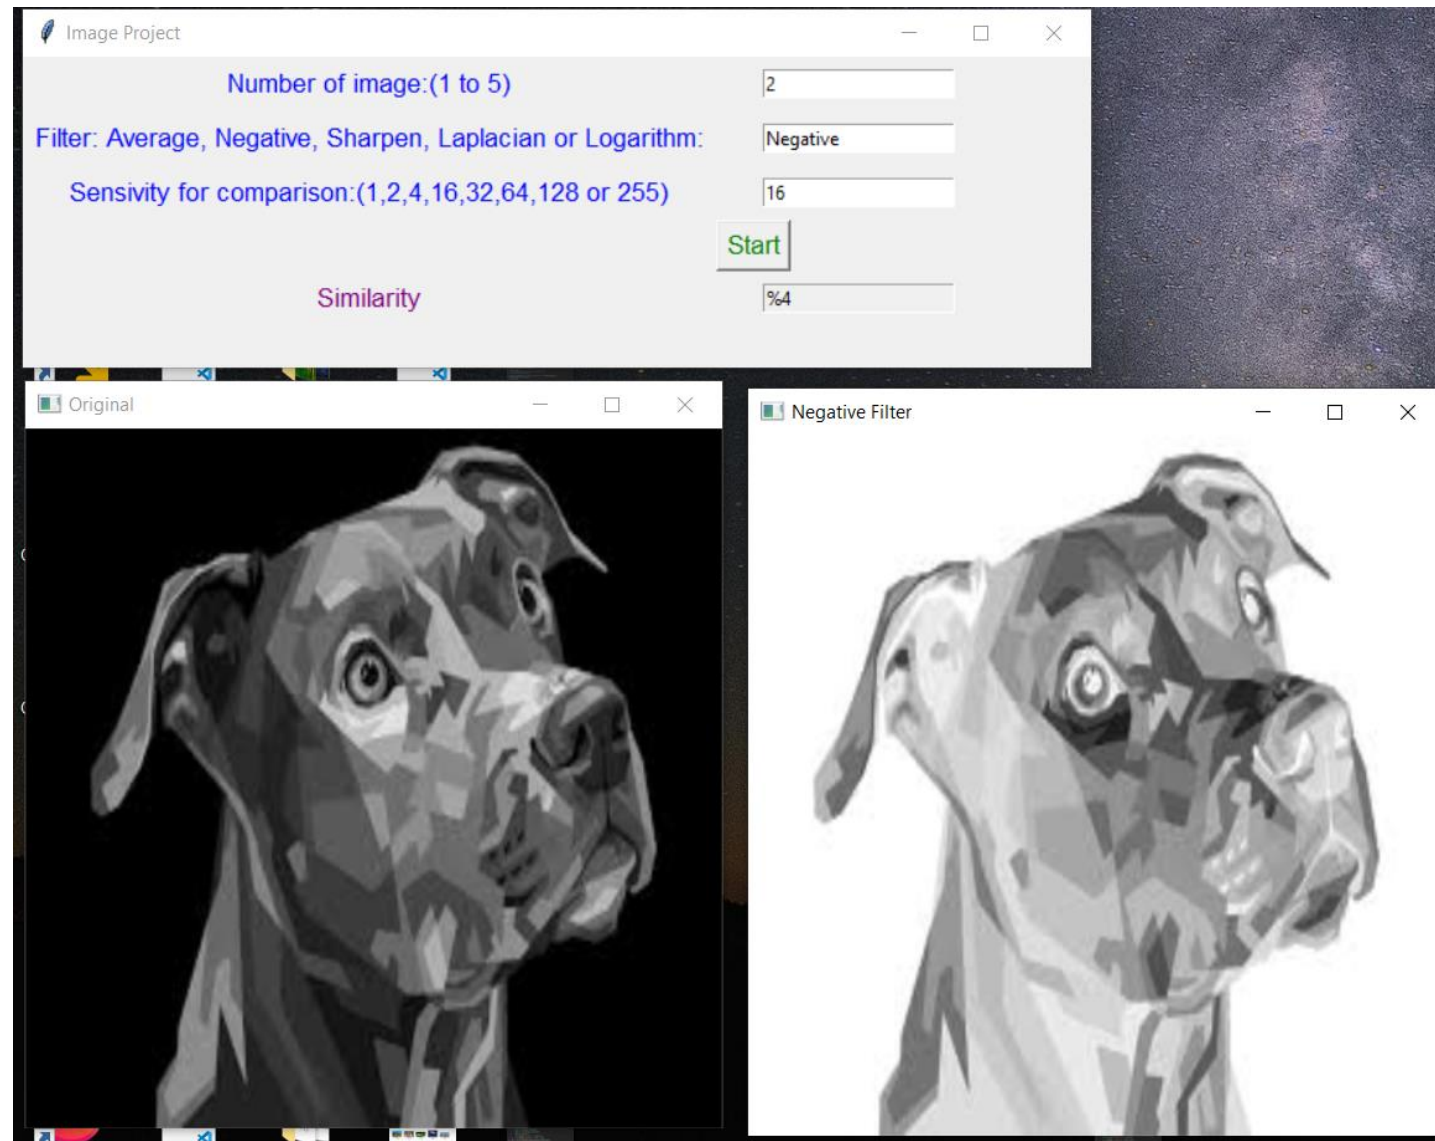 Image Project
Number of image:(1 to 5) 2
Filter: Average, Negative, Sharpen, Laplacian or Logarithm: Negative
Sensivity for comparison:(1,2,4,16,32,64,128 or 255) 16
Start
Similarity %4
Original
Negative Filter